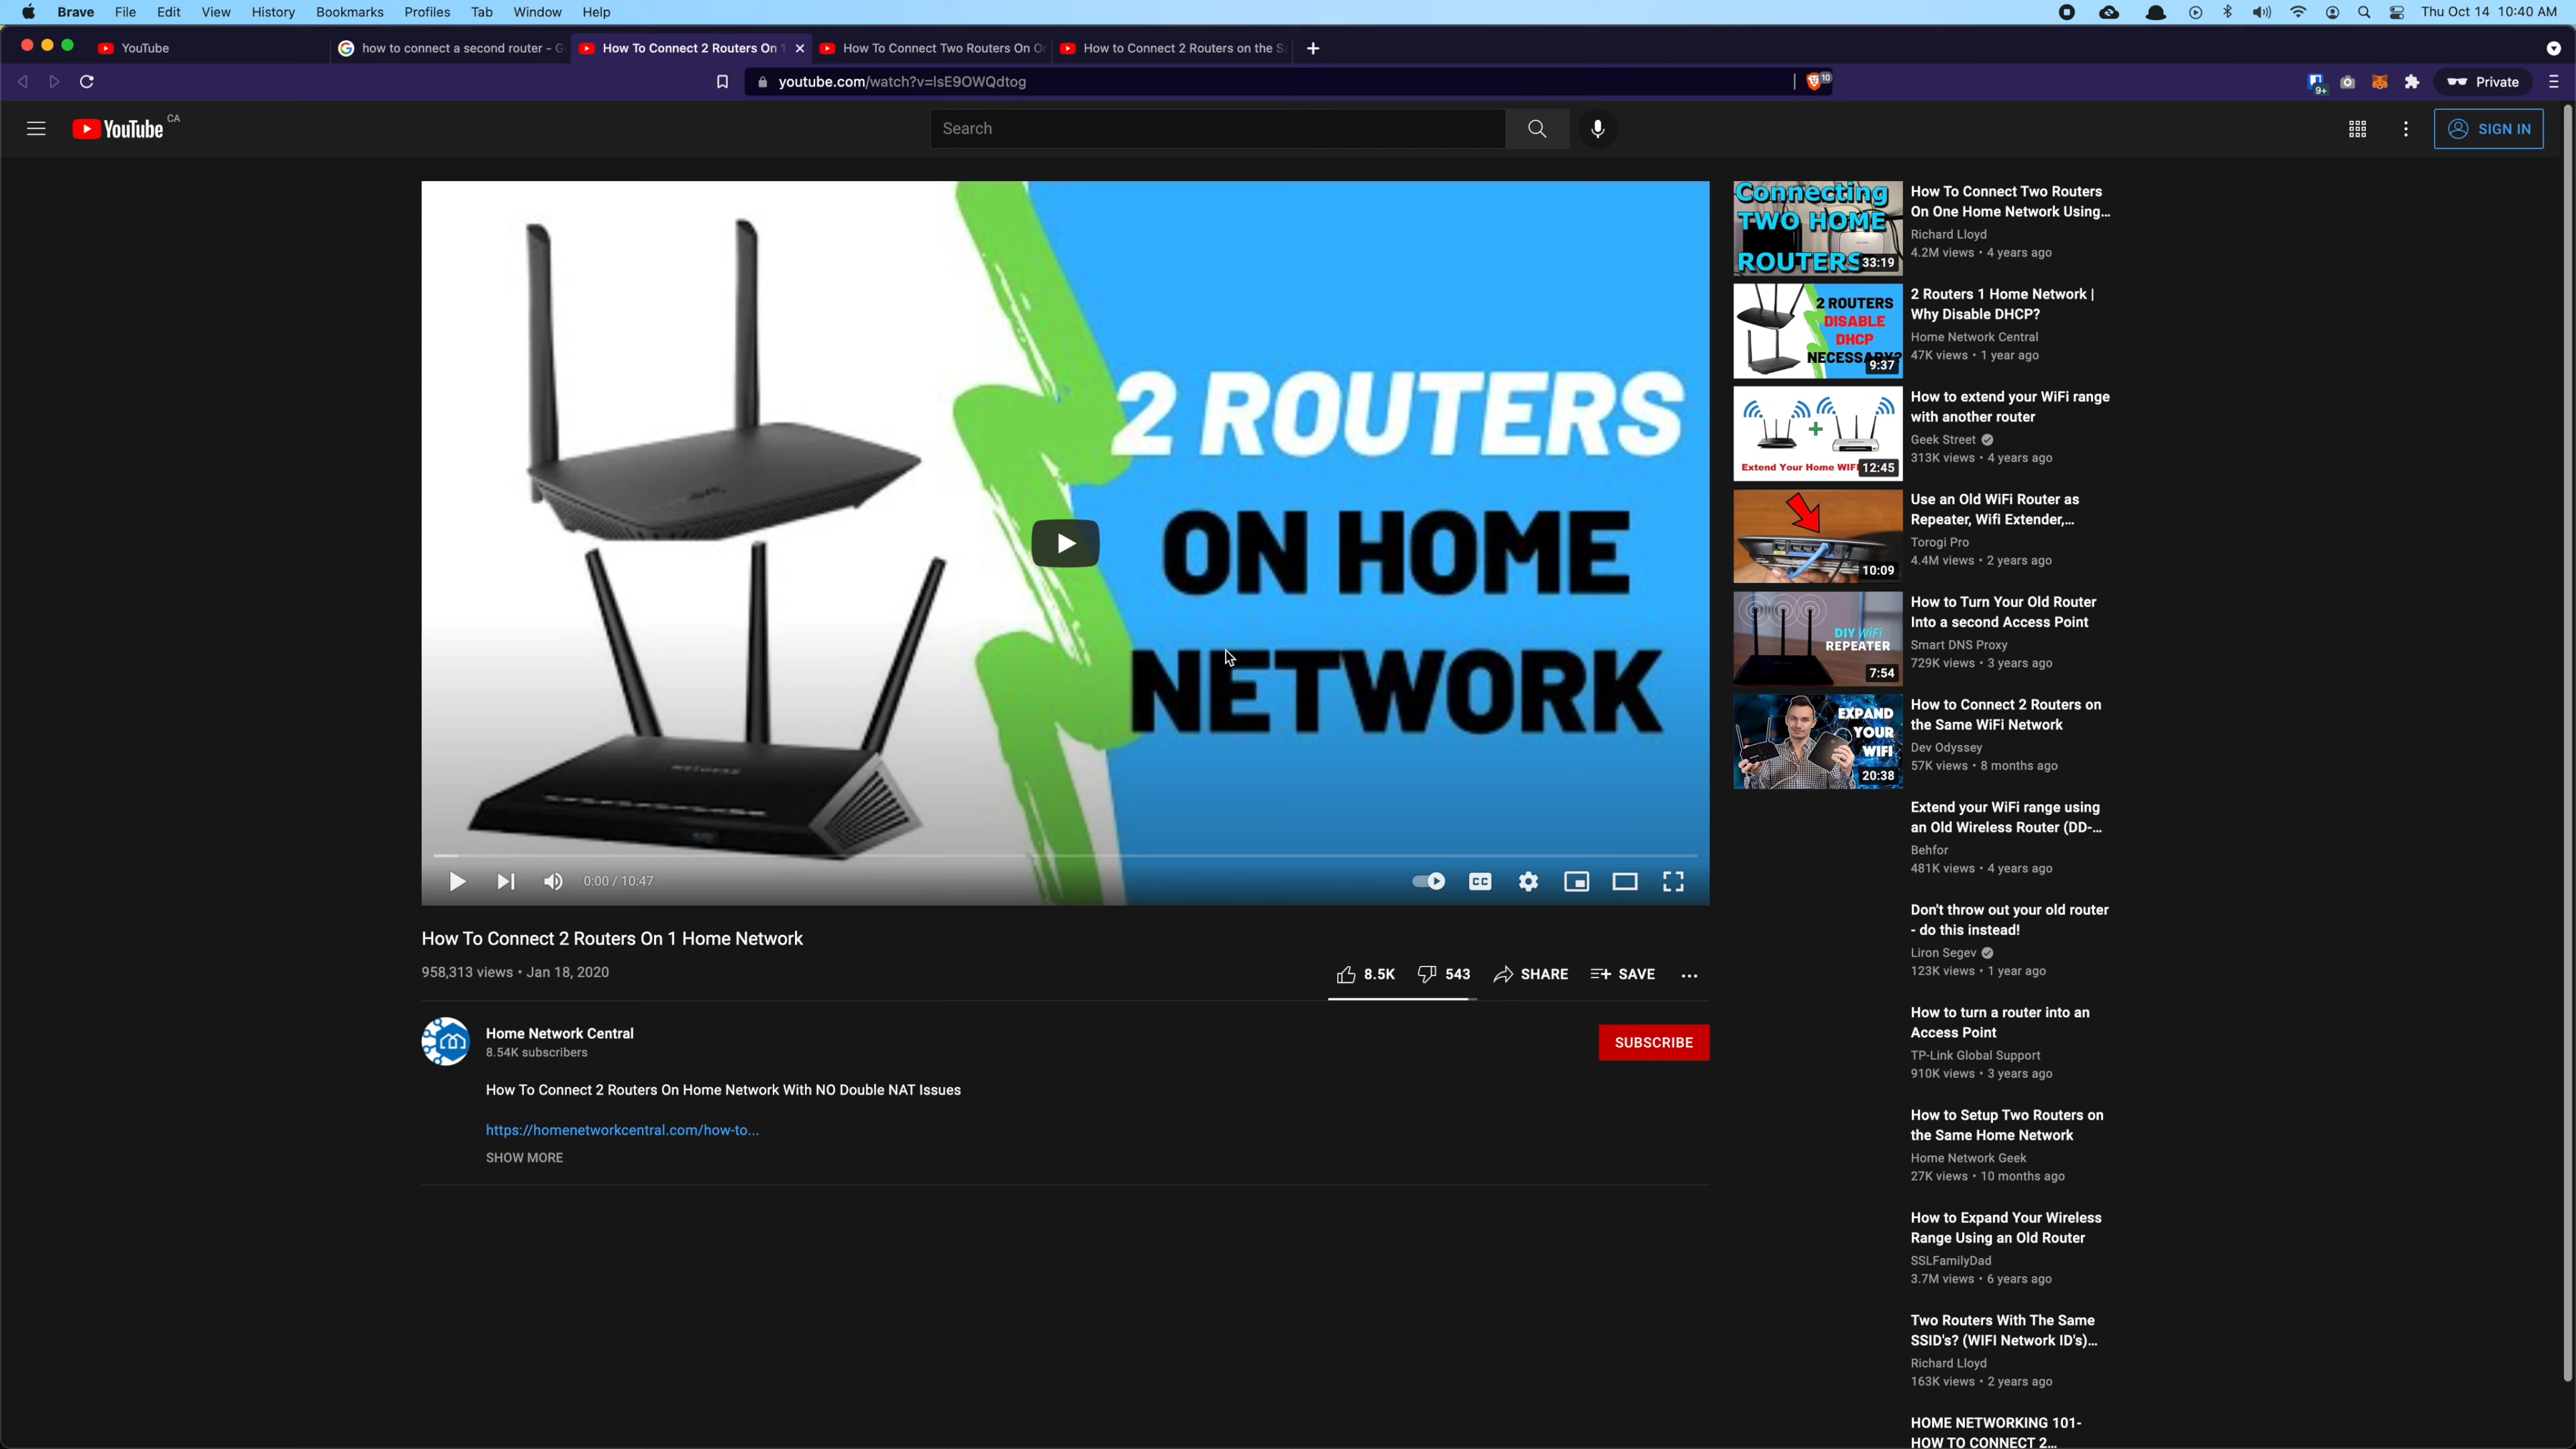 Brave File Edit View History Bookmarks Profiles Tab Window Help Thu Oct 14 10:40 AM
YouTube how to connect a second router - G How To Connect 2 Routers On 1 How To Connect Two Routers On O How to Connect 2 Routers on the S
youtube.com/watch?v=IsE9OWQdtog 10 9+ Private
YouTube CA Search SIGN IN
2 ROUTERS
ON HOME
NETWORK
0:00 / 10:47 CC
How To Connect 2 Routers On 1 Home Network
958,313 views • Jan 18, 2020
8.5K 543 SHARE SAVE
Home Network Central
8.54K subscribers
SUBSCRIBE
How To Connect 2 Routers On Home Network With NO Double NAT Issues
https://homenetworkcentral.com/how-to...
SHOW MORE
Connecting
TWO HOME
ROUTERS
33:19
How To Connect Two Routers
On One Home Network Using...
Richard Lloyd
4.2M views • 4 years ago
2 ROUTERS
DISABLE
DHCP
NECESSARY?
9:37
2 Routers 1 Home Network |
Why Disable DHCP?
Home Network Central
47K views • 1 year ago
Extend Your Home WIFI
12:45
How to extend your WiFi range
with another router
Geek Street
313K views • 4 years ago
10:09
Use an Old WiFi Router as
Repeater, Wifi Extender,...
Torogi Pro
4.4M views • 2 years ago
DIY WiFi
REPEATER
7:54
How to Turn Your Old Router
Into a second Access Point
Smart DNS Proxy
729K views • 3 years ago
EXPAND
YOUR
WIFI
20:38
How to Connect 2 Routers on
the Same WiFi Network
Dev Odyssey
57K views • 8 months ago
Extend your WiFi range using
an Old Wireless Router (DD-...
Behfor
481K views • 4 years ago
Don't throw out your old router
- do this instead!
Liron Segev
123K views • 1 year ago
How to turn a router into an
Access Point
TP-Link Global Support
910K views • 3 years ago
How to Setup Two Routers on
the Same Home Network
Home Network Geek
27K views • 10 months ago
How to Expand Your Wireless
Range Using an Old Router
SSLFamilyDad
3.7M views • 6 years ago
Two Routers With The Same
SSID's? (WIFI Network ID's)...
Richard Lloyd
163K views • 2 years ago
HOME NETWORKING 101-
HOW TO CONNECT 2...